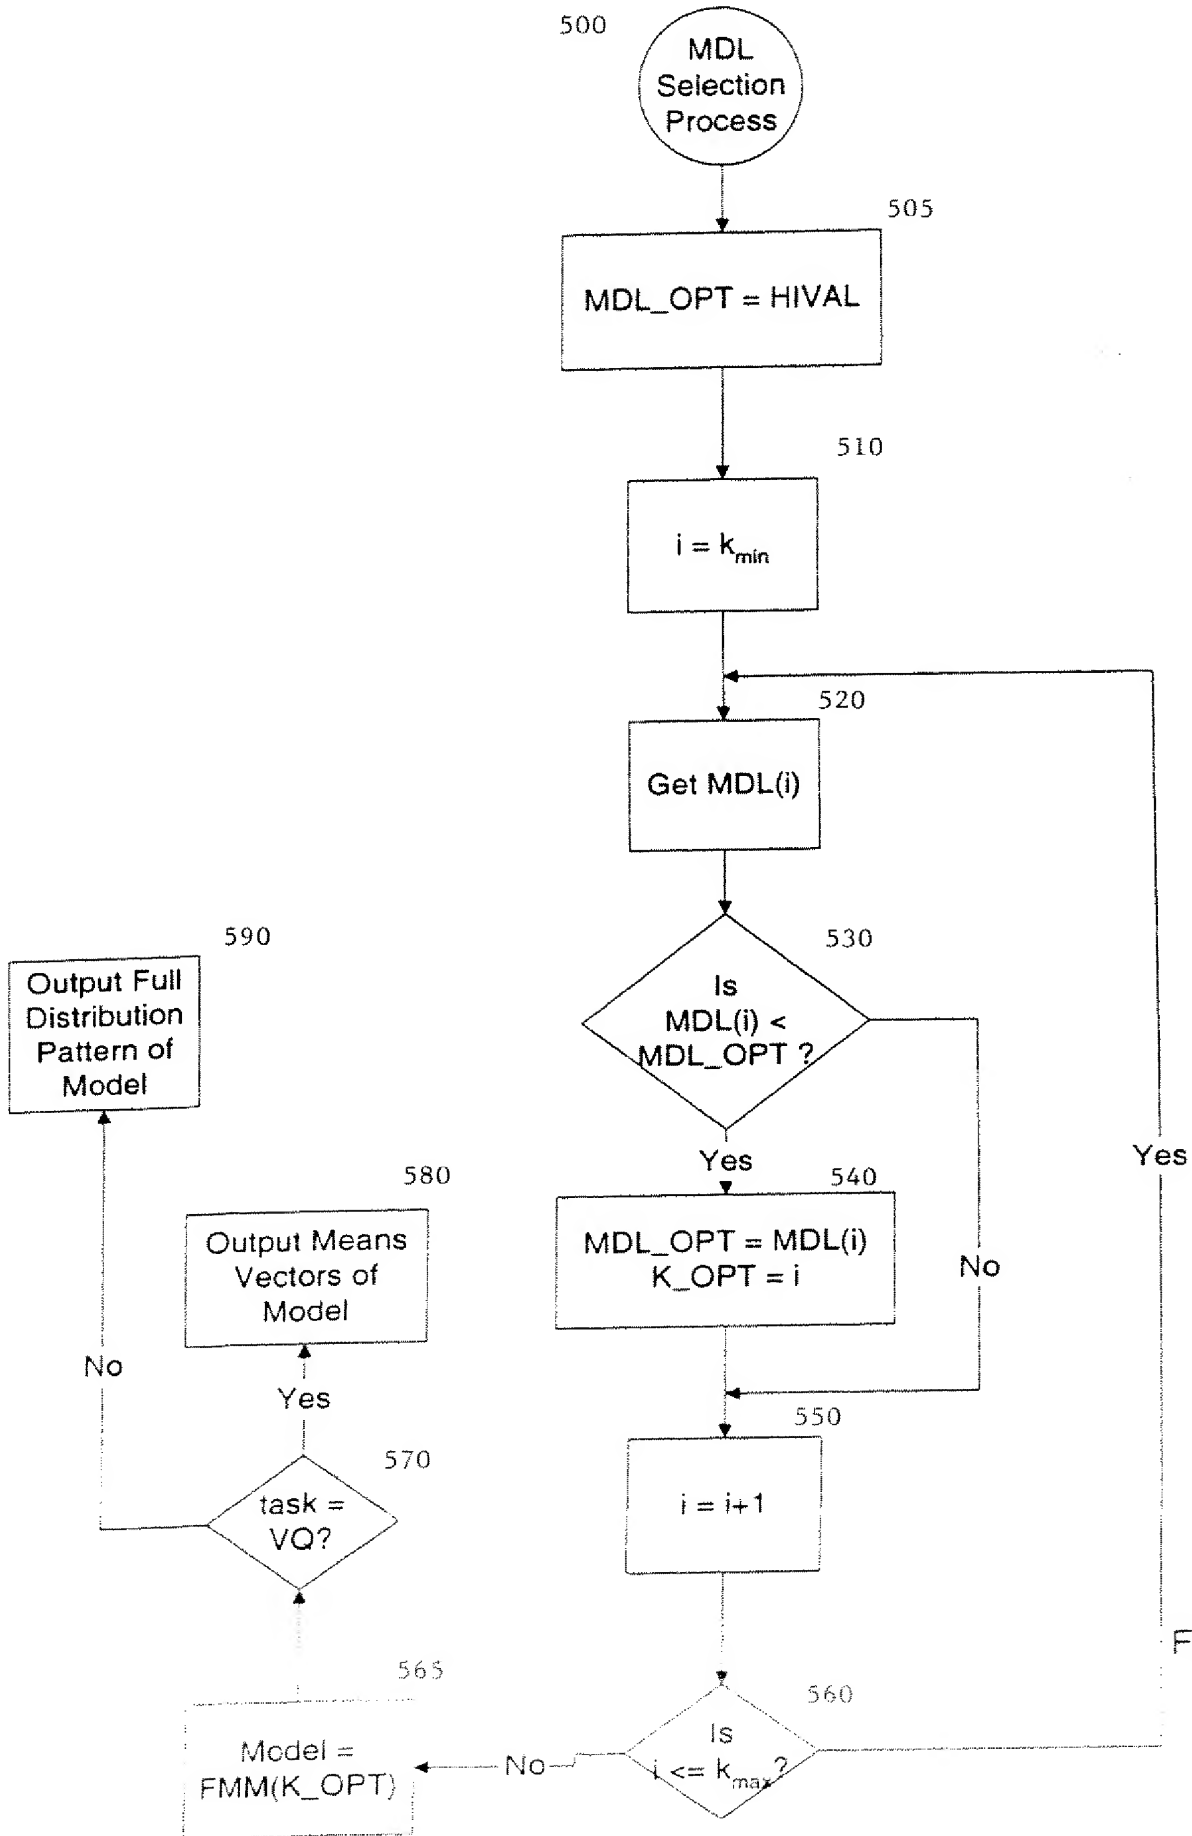 500
MDL
Selection
Process
505
MDL_OPT = HIVAL
510
i = kmin
520
Get MDL(i)
530
Is
MDL(i) <
MDL_OPT ?
Yes
No
540
MDL_OPT = MDL(i)
K_OPT = i
550
i = i+1
560
Is
i <= kmax?
Yes
F
No
565
Model =
FMM(K_OPT)
570
task =
VQ?
Yes
No
580
Output Means
Vectors of
Model
590
Output Full
Distribution
Pattern of
Model